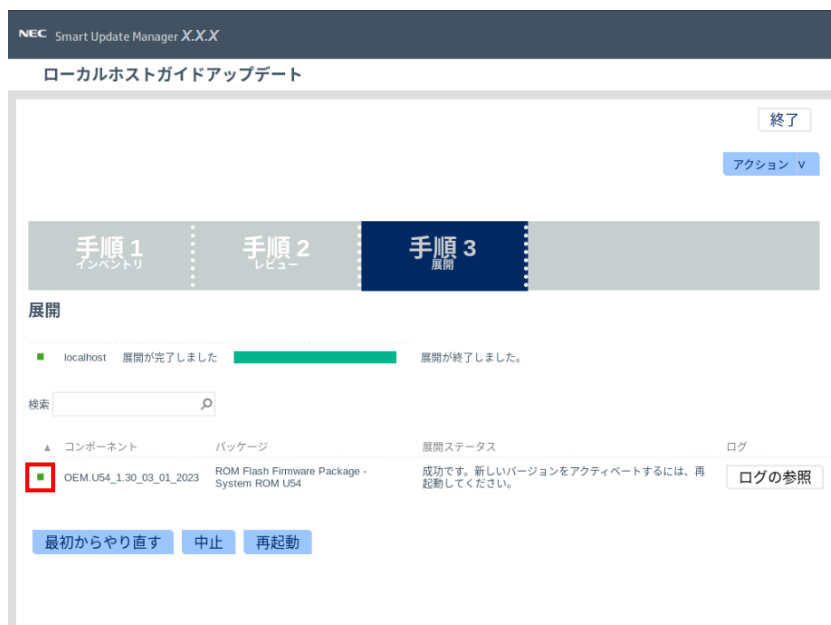 NEC Smart Update Manager X.X.X
ローカルホストガイドアップデート
終了
アクション ∨
手順 1
インベントリ
手順 2
レビュー
手順 3
展開
展開
localhost 展開が完了しました 展開が終了しました。
検索
▲ コンポーネント パッケージ 展開ステータス ログ
OEM.U54_1.30_03_01_2023
ROM Flash Firmware Package -
System ROM U54
成功です。新しいバージョンをアクティベートするには、再
起動してください。
ログの参照
最初からやり直す 中止 再起動